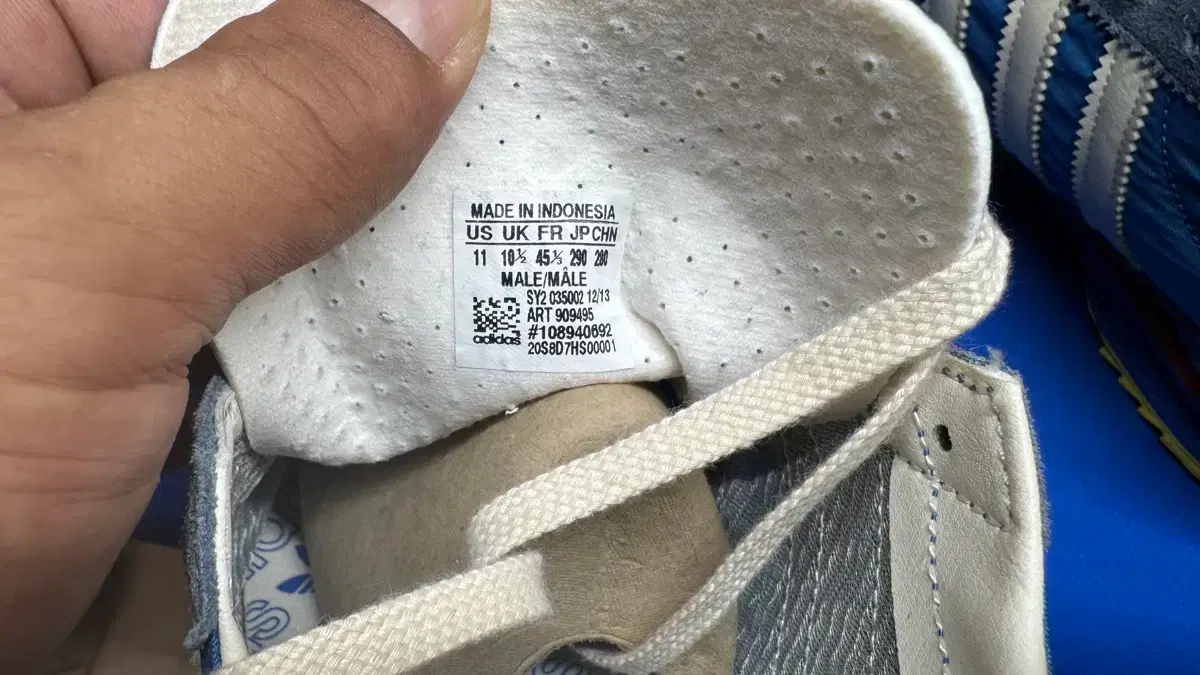 MADE IN INDONESIA
US UK FR JP CHN
11 10½ 45⅓ 290 280
MALE/MÂLE
SY2 035002 12/13
ART 909495
#108940692
adidas
20S8D7HS00001